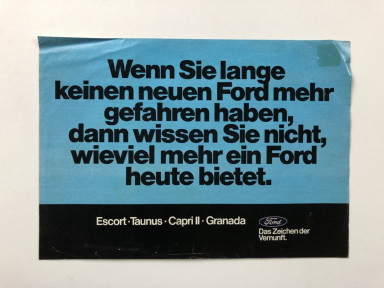 Wenn Sie lange
keinen neuen Ford mehr
gefahren haben,
dann wissen Sie nicht,
wieviel mehr ein Ford
heute bietet.
Escort · Taunus · Capri II · Granada
Ford
Das Zeichen der
Vernunft.